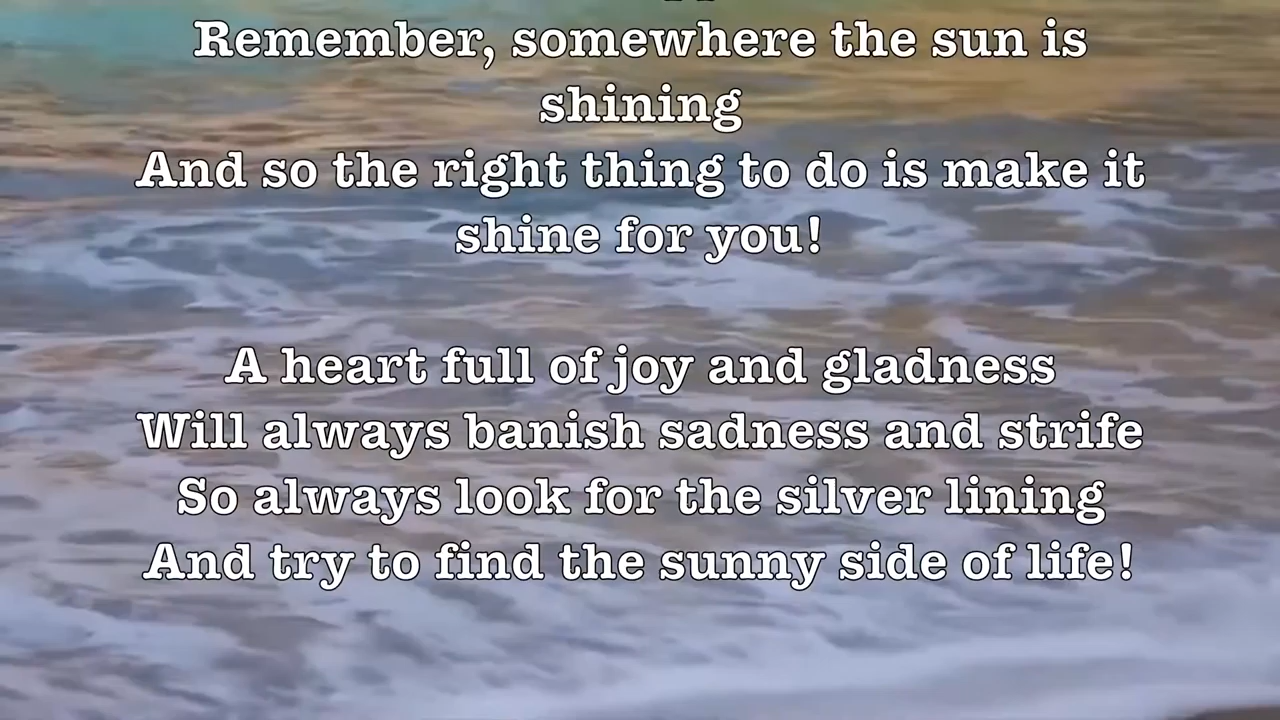 Remember, somewhere the sun is
shining
And so the right thing to do is make it
shine for you!
A heart full of joy and gladness
Will always banish sadness and strife
So always look for the silver lining
And try to find the sunny side of life!